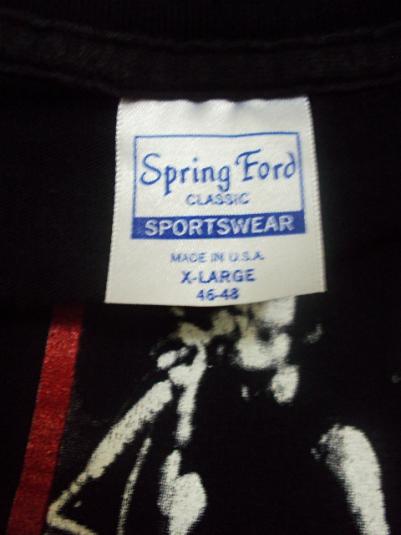 Spring Ford
CLASSIC
SPORTSWEAR
MADE IN U.S.A.
X-LARGE
46-48